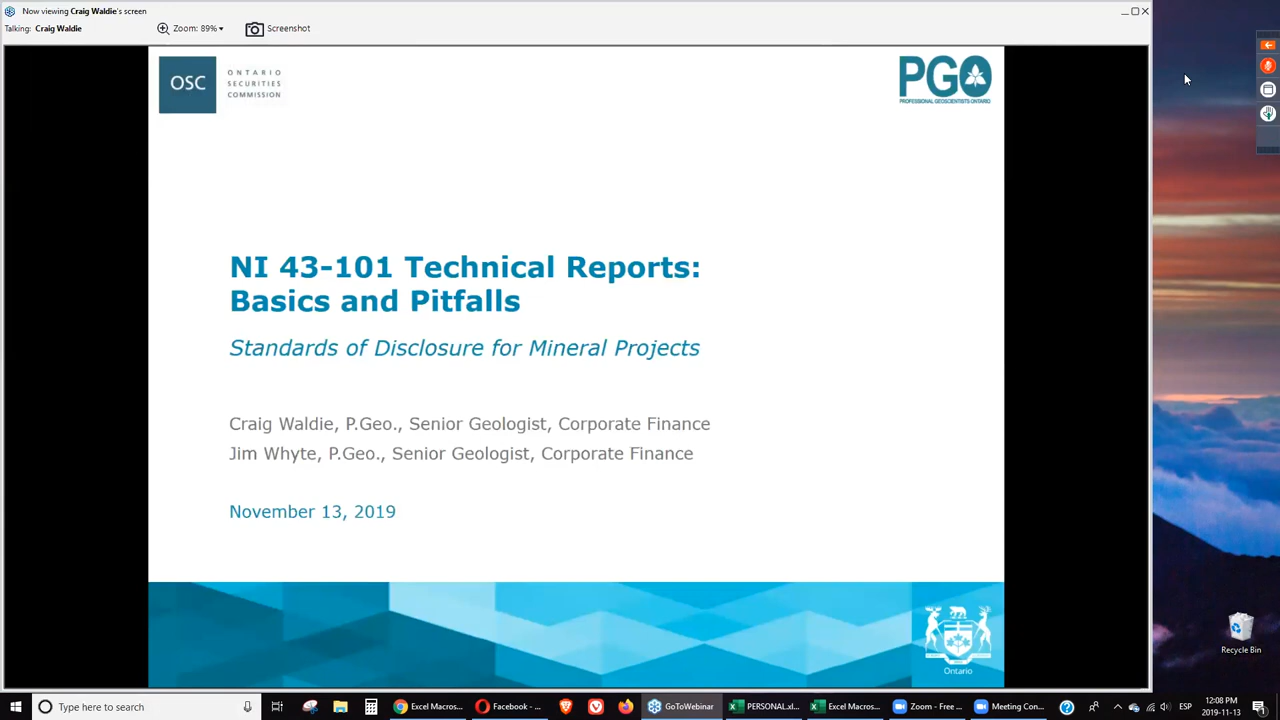 Now viewing Craig Waldie's screen
Talking: Craig Waldie
Zoom: 89%
Screenshot
OSC
ONTARIO
SECURITIES
COMMISSION
PGO
PROFESSIONAL GEOSCIENTISTS ONTARIO
NI 43-101 Technical Reports:
Basics and Pitfalls
Standards of Disclosure for Mineral Projects
Craig Waldie, P.Geo., Senior Geologist, Corporate Finance
Jim Whyte, P.Geo., Senior Geologist, Corporate Finance
November 13, 2019
Ontario
Recycle Bin
Type here to search
Excel Macros...
Facebook - ...
GoToWebinar
PERSONAL.xl...
Excel Macros...
Zoom - Free ...
Meeting Con...
ESP
12:08 PM
2019-11-13